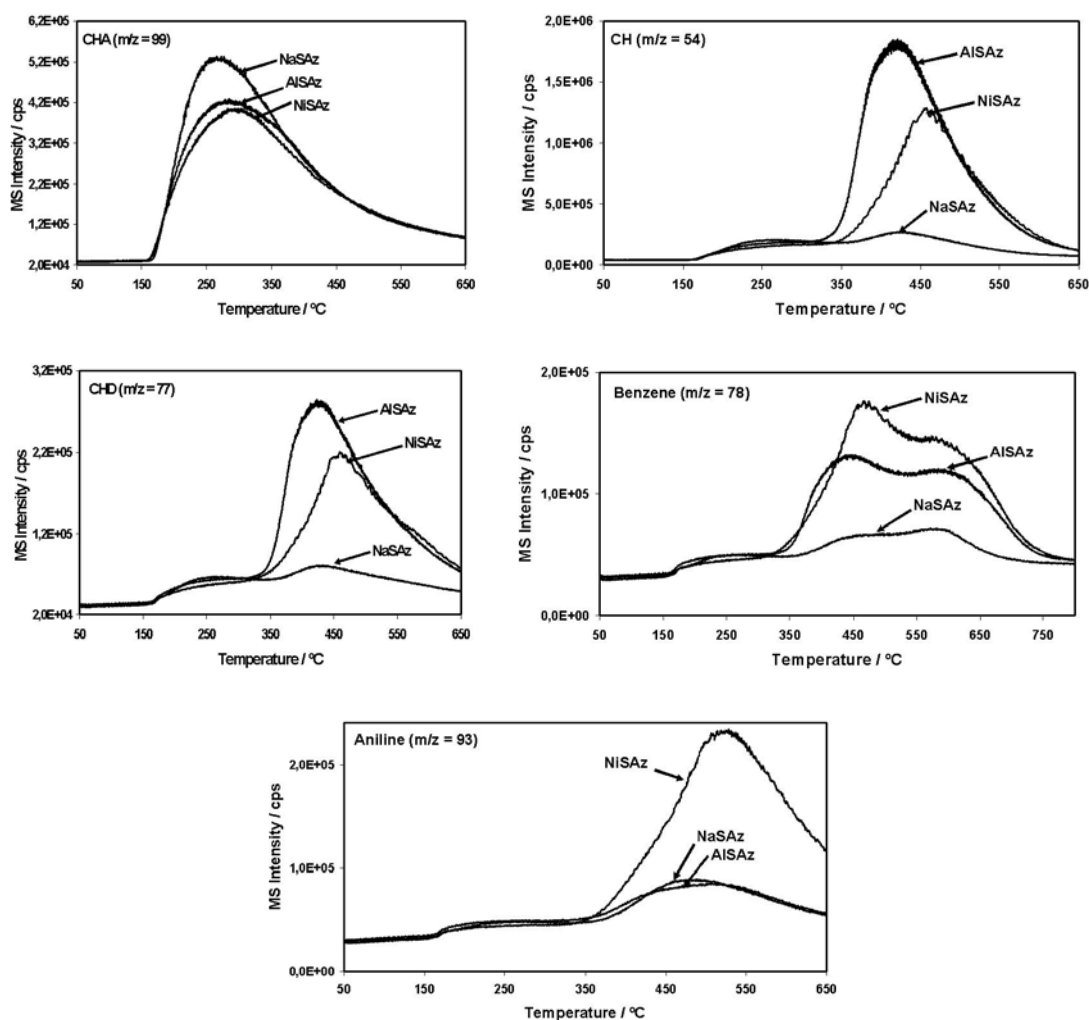 CHA (m/z = 99)
MS Intensity / cps
6,2E+05
5,2E+05
4,2E+05
3,2E+05
2,2E+05
1,2E+05
2,0E+04
NaSAz
AlSAz
NiSAz
50 150 250 350 450 550 650
Temperature / ºC
CH (m/z = 54)
MS Intensity / cps
2,0E+06
1,5E+06
1,0E+06
5,0E+05
0,0E+00
AlSAz
NiSAz
NaSAz
50 150 250 350 450 550 650
Temperature / ºC
CHD (m/z = 77)
MS Intensity / cps
3,2E+05
2,2E+05
1,2E+05
2,0E+04
AlSAz
NiSAz
NaSAz
50 150 250 350 450 550 650
Temperature / ºC
Benzene (m/z = 78)
MS Intensity / cps
2,0E+05
1,0E+05
0,0E+00
NiSAz
AlSAz
NaSAz
50 150 250 350 450 550 650 750
Temperature / ºC
Aniline (m/z = 93)
MS Intensity / cps
2,0E+05
1,0E+05
0,0E+00
NiSAz
NaSAz
AlSAz
50 150 250 350 450 550 650
Temperature / ºC